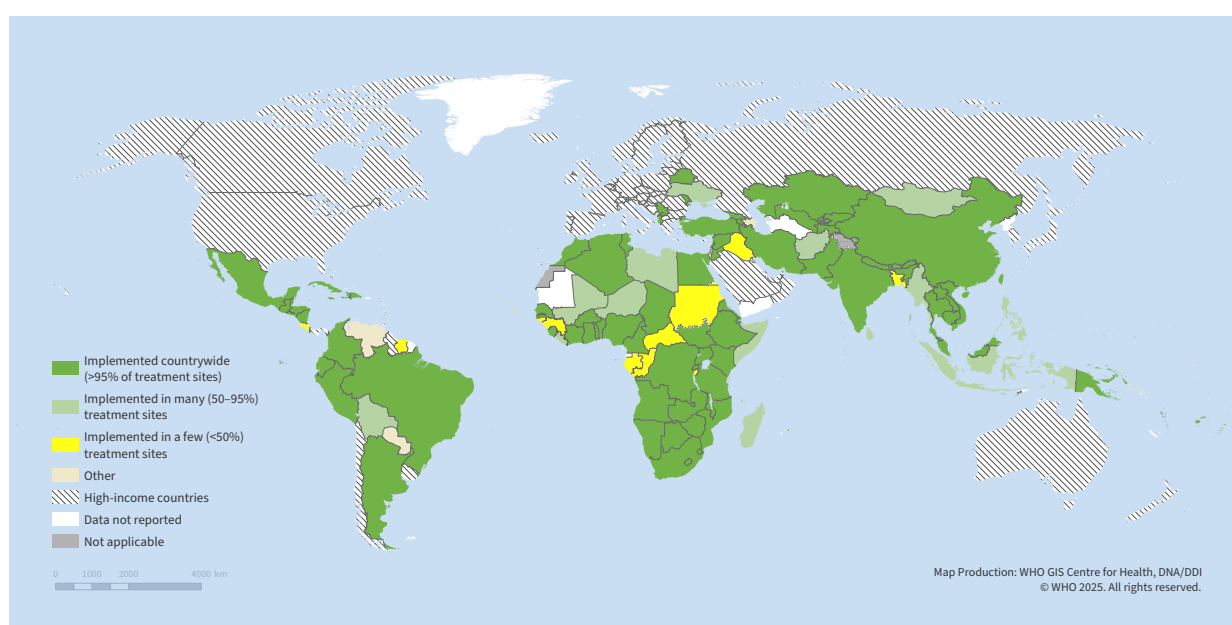 Implemented countrywide
(>95% of treatment sites)
Implemented in many (50–95%)
treatment sites
Implemented in a few (<50%)
treatment sites
Other
High-income countries
Data not reported
Not applicable
0 1000 2000 4000 km
Map Production: WHO GIS Centre for Health, DNA/DDI
© WHO 2025. All rights reserved.